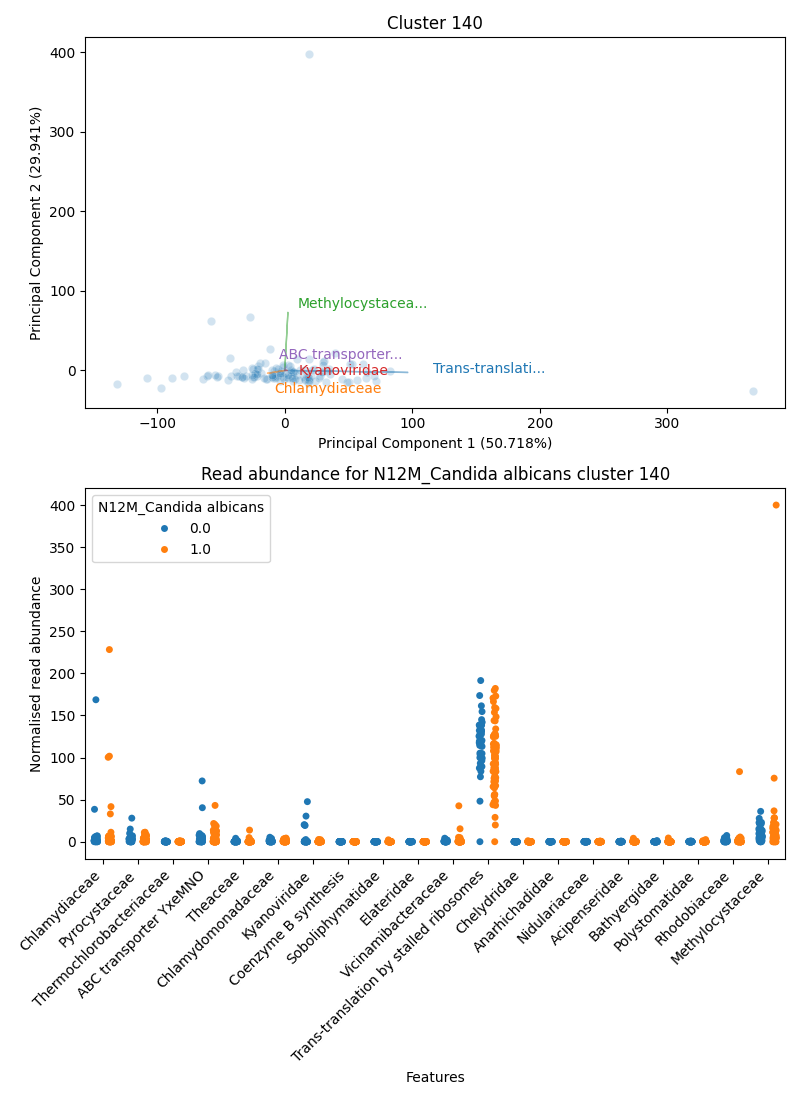 Cluster 140
Principal Component 2 (29.941%)
400
300
200
100
0
Methylocystacea...
ABC transporter...
Kyanoviridae
Trans-translati...
Chlamydiaceae
−100
0
100
200
300
Principal Component 1 (50.718%)
Read abundance for N12M_Candida albicans cluster 140
Normalised read abundance
400
350
300
250
200
150
100
50
0
N12M_Candida albicans
0.0
1.0
Chlamydiaceae
Pyrocystaceae
Thermochlorobacteriaceae
ABC transporter YxeMNO
Theaceae
Chlamydomonadaceae
Kyanoviridae
Coenzyme B synthesis
Soboliphymatidae
Elateridae
Vicinamibacteraceae
Trans-translation by stalled ribosomes
Chelydridae
Anarhichadidae
Nidulariaceae
Acipenseridae
Bathyergidae
Polystomatidae
Rhodobiaceae
Methylocystaceae
Features